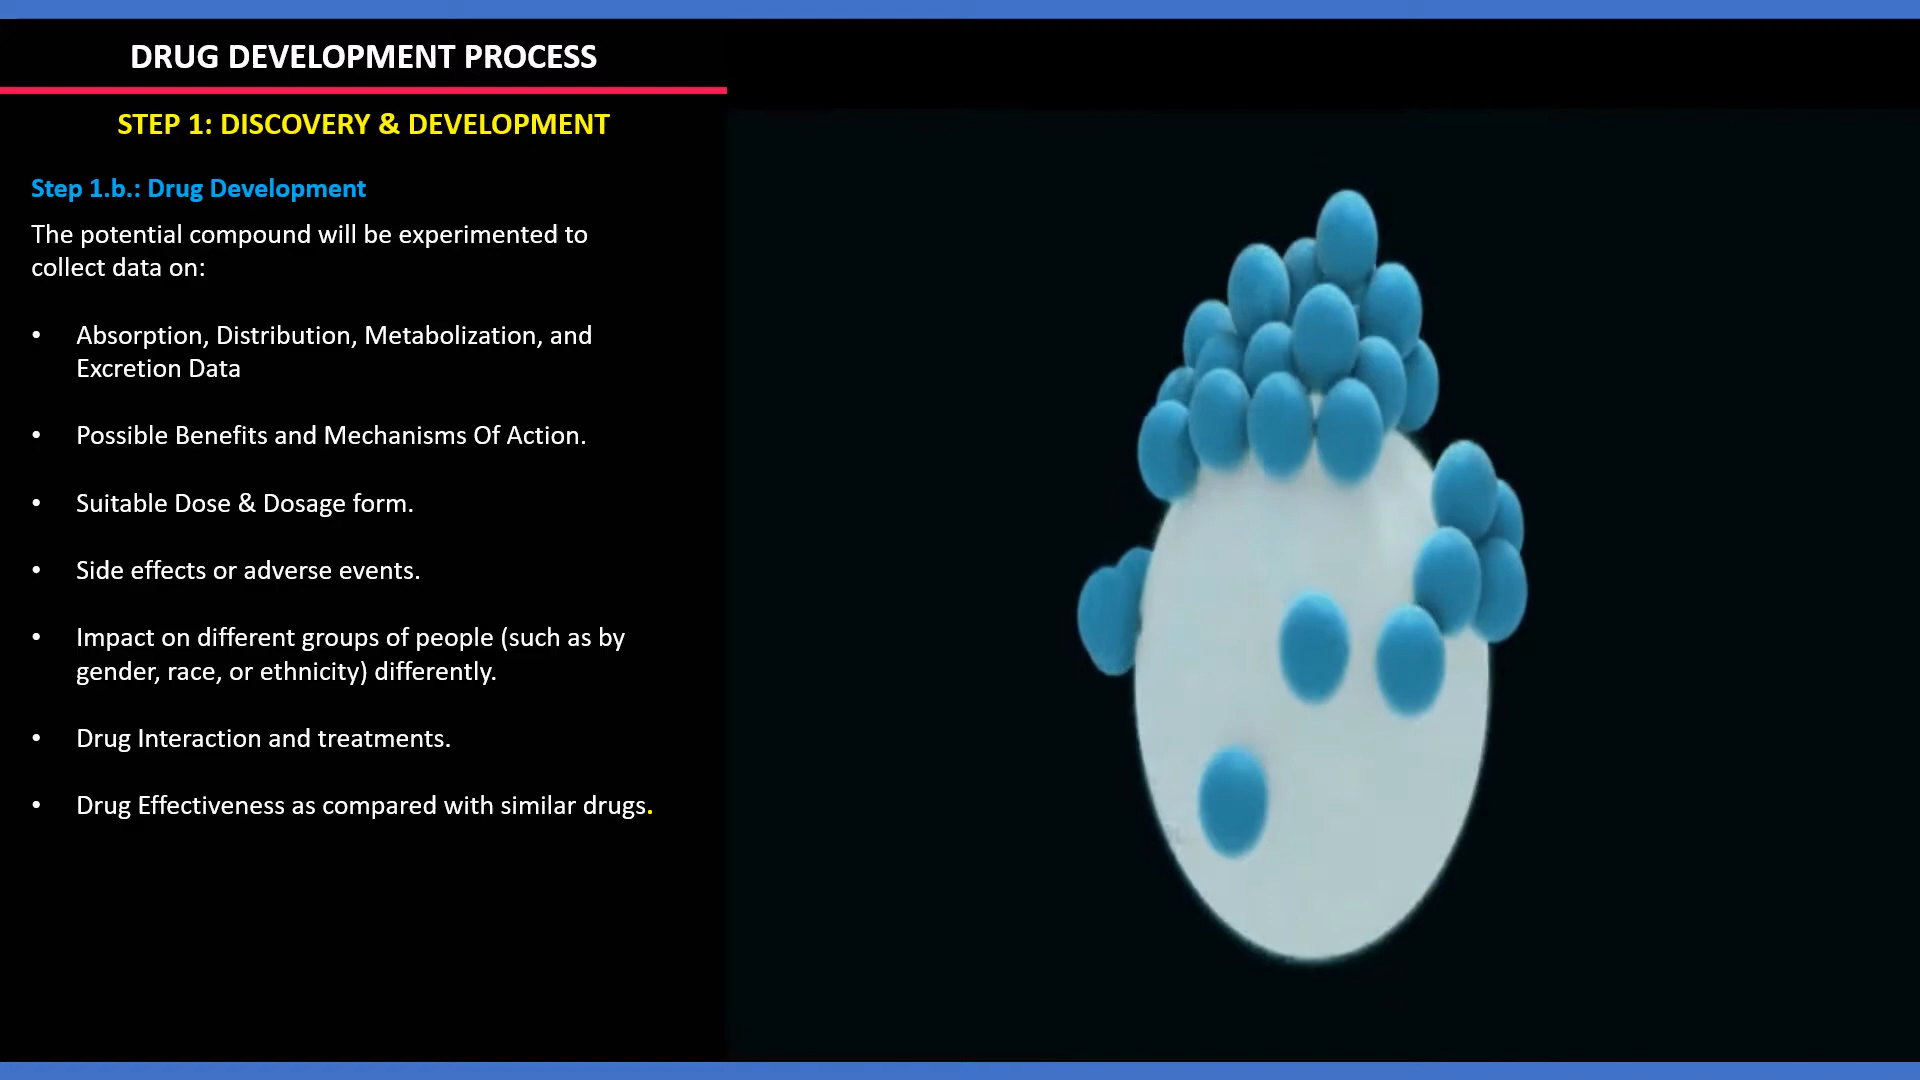 DRUG DEVELOPMENT PROCESS
STEP 1: DISCOVERY & DEVELOPMENT
Step 1.b.: Drug Development
The potential compound will be experimented to
collect data on:
• Absorption, Distribution, Metabolization, and
Excretion Data
• Possible Benefits and Mechanisms Of Action.
• Suitable Dose & Dosage form.
• Side effects or adverse events.
• Impact on different groups of people (such as by
gender, race, or ethnicity) differently.
• Drug Interaction and treatments.
• Drug Effectiveness as compared with similar drugs.